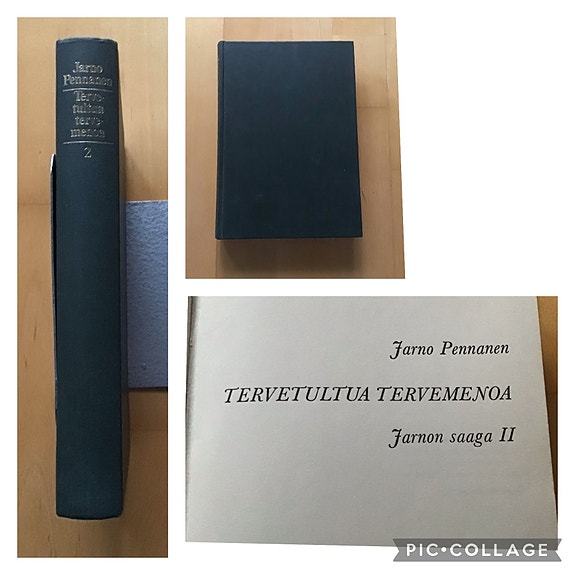 Jarno
Pennanen
Terve-
tultua
terve-
menoa
2
Jarno Pennanen
TERVETULTUA TERVEMENOA
Jarnon saaga II
PIC•COLLAGE